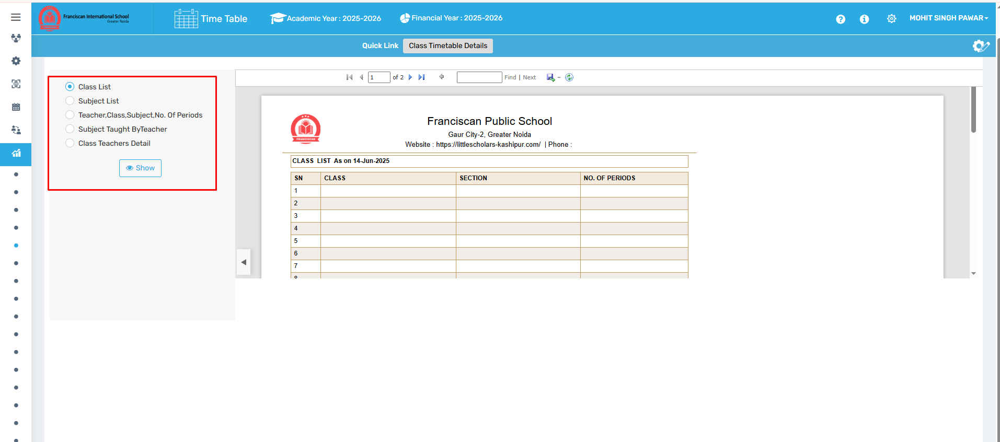 Franciscan International School
Greater Noida
Time Table
Academic Year : 2025-2026
Financial Year : 2025-2026
MOHIT SINGH PAWAR
Quick Link
Class Timetable Details
Class List
Subject List
Teacher,Class,Subject,No. Of Periods
Subject Taught ByTeacher
Class Teachers Detail
Show
1 of 2
Find | Next
FRANCISCAN
Franciscan Public School
Gaur City-2, Greater Noida
Website : https://littlescholars-kashipur.com/ | Phone :
CLASS LIST As on 14-Jun-2025
SN CLASS SECTION NO. OF PERIODS
1
2
3
4
5
6
7
8